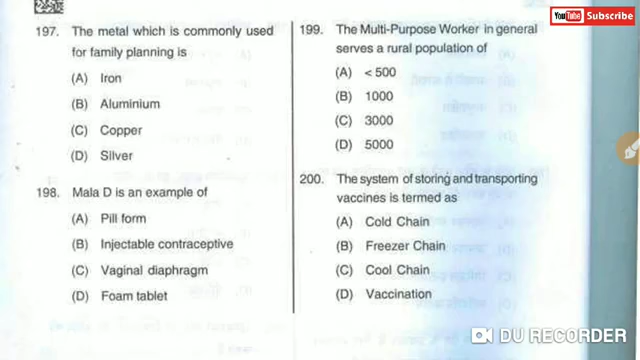 You Tube Subscribe
197. The metal which is commonly used
for family planning is
(A) Iron
(B) Aluminium
(C) Copper
(D) Silver
198. Mala D is an example of
(A) Pill form
(B) Injectable contraceptive
(C) Vaginal diaphragm
(D) Foam tablet
199. The Multi-Purpose Worker in general
serves a rural population of
(A) < 500
(B) 1000
(C) 3000
(D) 5000
200. The system of storing and transporting
vaccines is termed as
(A) Cold Chain
(B) Freezer Chain
(C) Cool Chain
(D) Vaccination
DU RECORDER